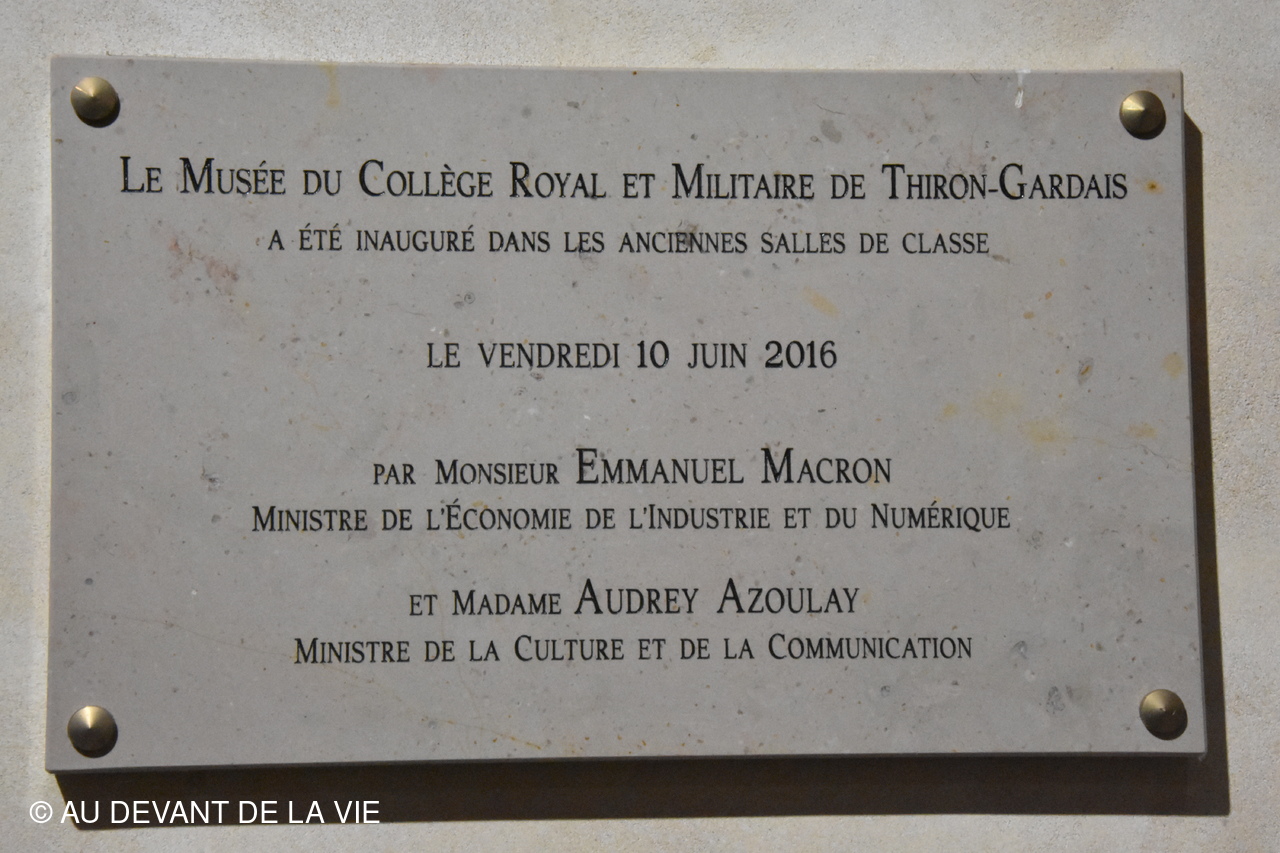 Le Musée du Collège Royal et Militaire de Thiron-Gardais
a été inauguré dans les anciennes salles de classe
le vendredi 10 juin 2016
par Monsieur Emmanuel Macron
Ministre de l'Économie de l'Industrie et du Numérique
et Madame Audrey Azoulay
Ministre de la Culture et de la Communication
© AU DEVANT DE LA VIE